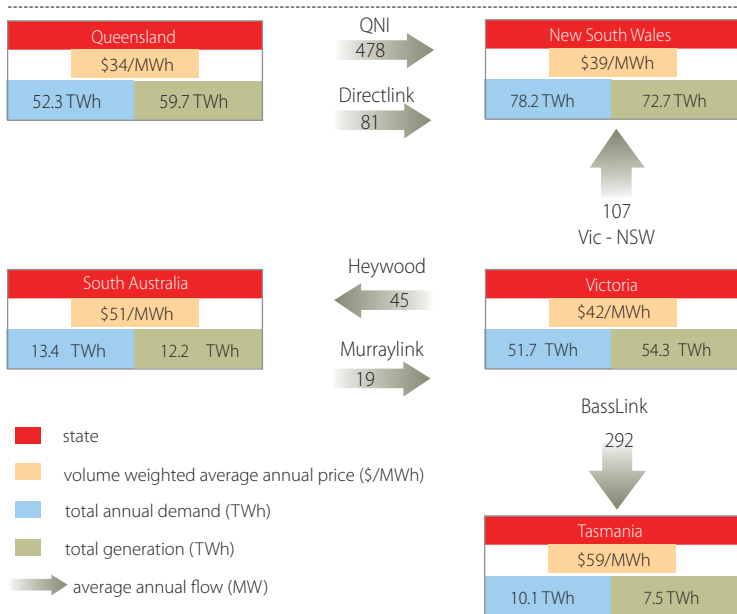 QNI
478
Queensland
$34/MWh
52.3 TWh 59.7 TWh
Directlink
81
New South Wales
$39/MWh
78.2 TWh 72.7 TWh
107
Vic - NSW
South Australia
$51/MWh
13.4 TWh 12.2 TWh
Heywood
45
Murraylink
19
Victoria
$42/MWh
51.7 TWh 54.3 TWh
BassLink
292
Tasmania
$59/MWh
10.1 TWh 7.5 TWh
state
volume weighted average annual price ($/MWh)
total annual demand (TWh)
total generation (TWh)
average annual flow (MW)